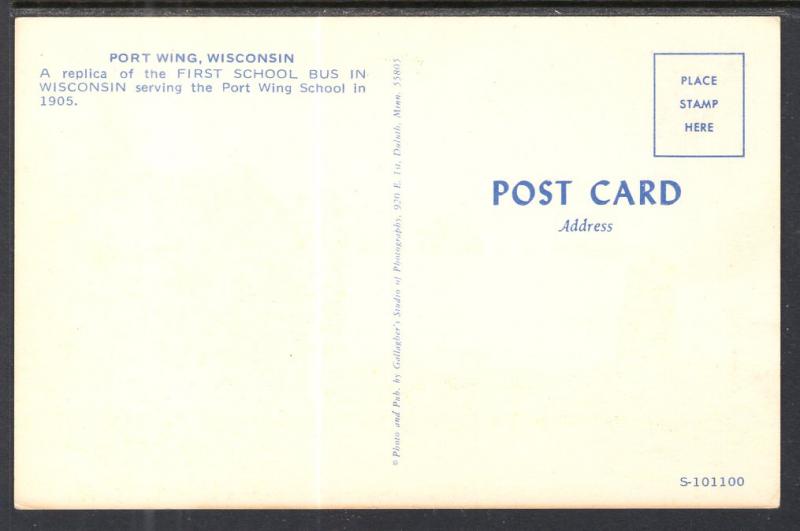 PORT WING, WISCONSIN
A replica of the FIRST SCHOOL BUS IN
WISCONSIN serving the Port Wing School in
1905.
© Photo and Pub. by Gallagher's Studio of Photography, 920 E. 1st, Duluth, Minn. 55805
PLACE
STAMP
HERE
POST CARD
Address
S-101100